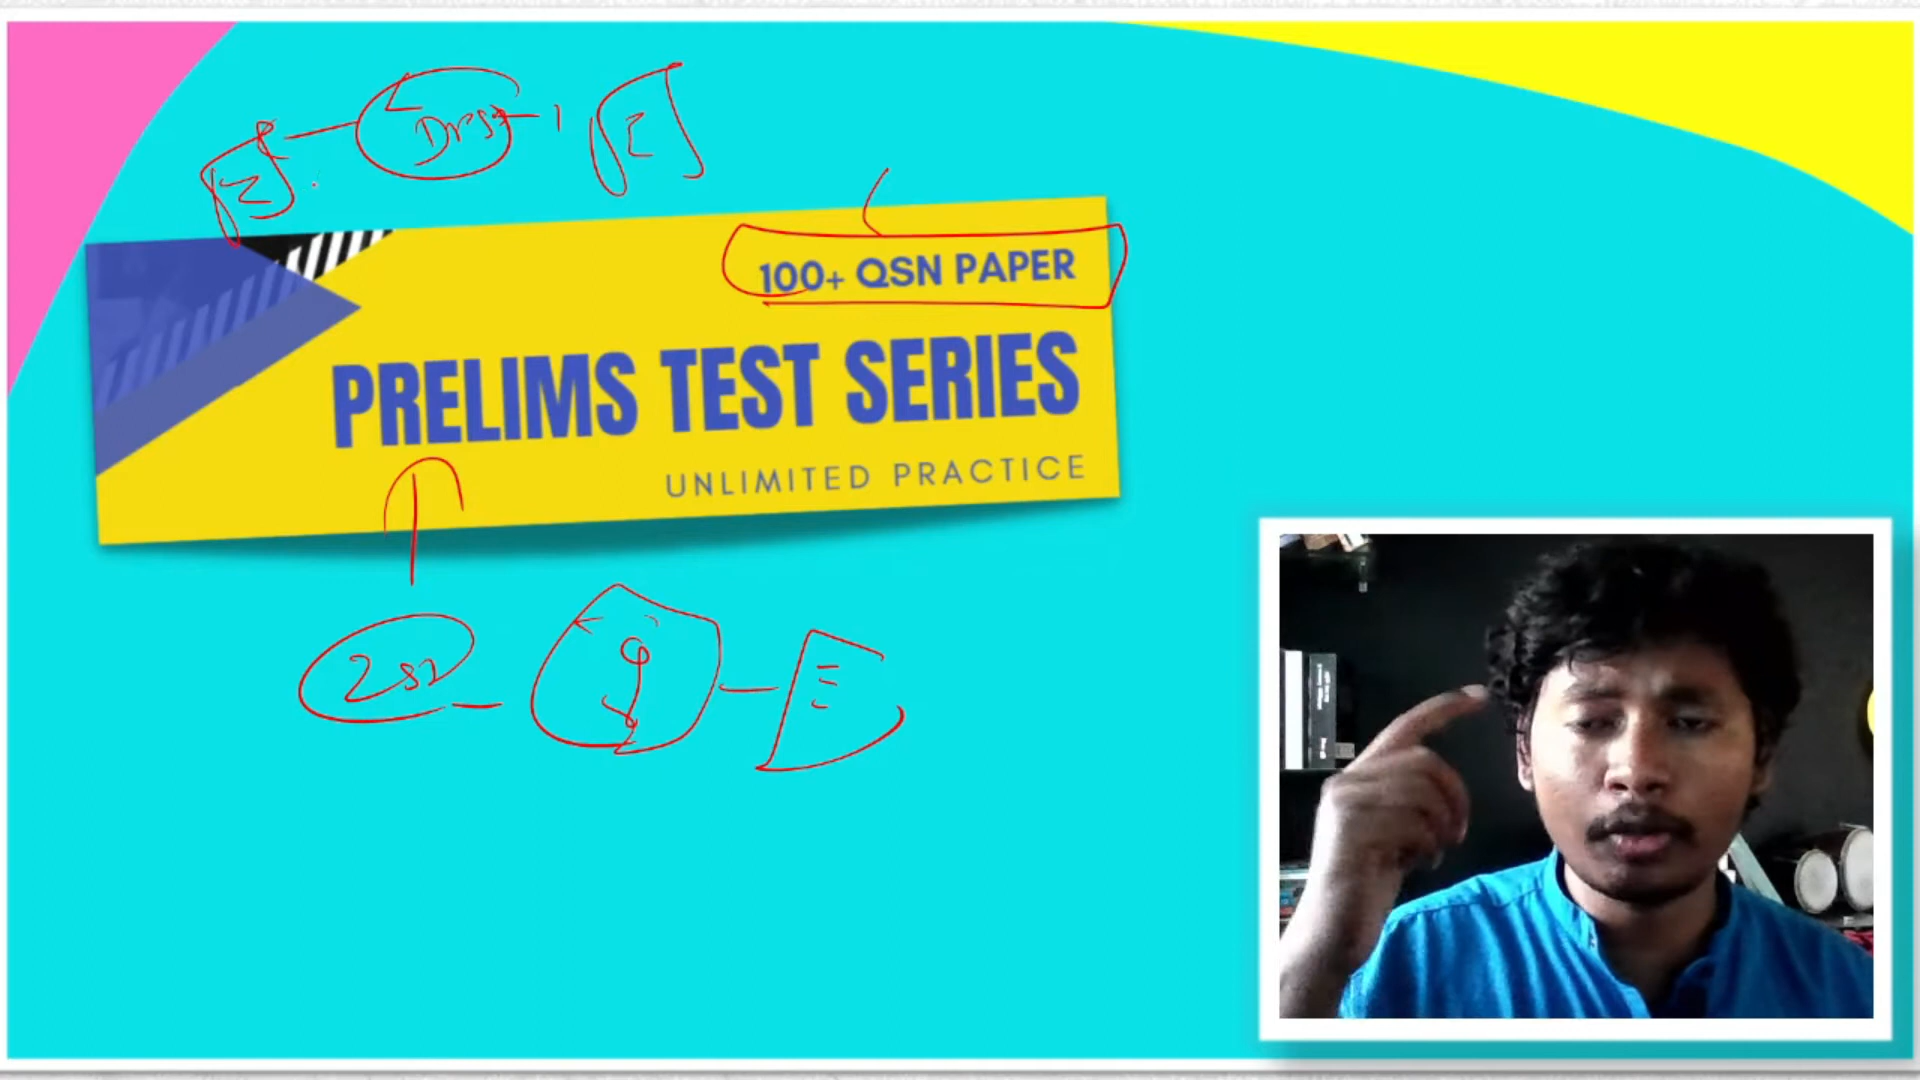 100+ QSN PAPER
PRELIMS TEST SERIES
UNLIMITED PRACTICE